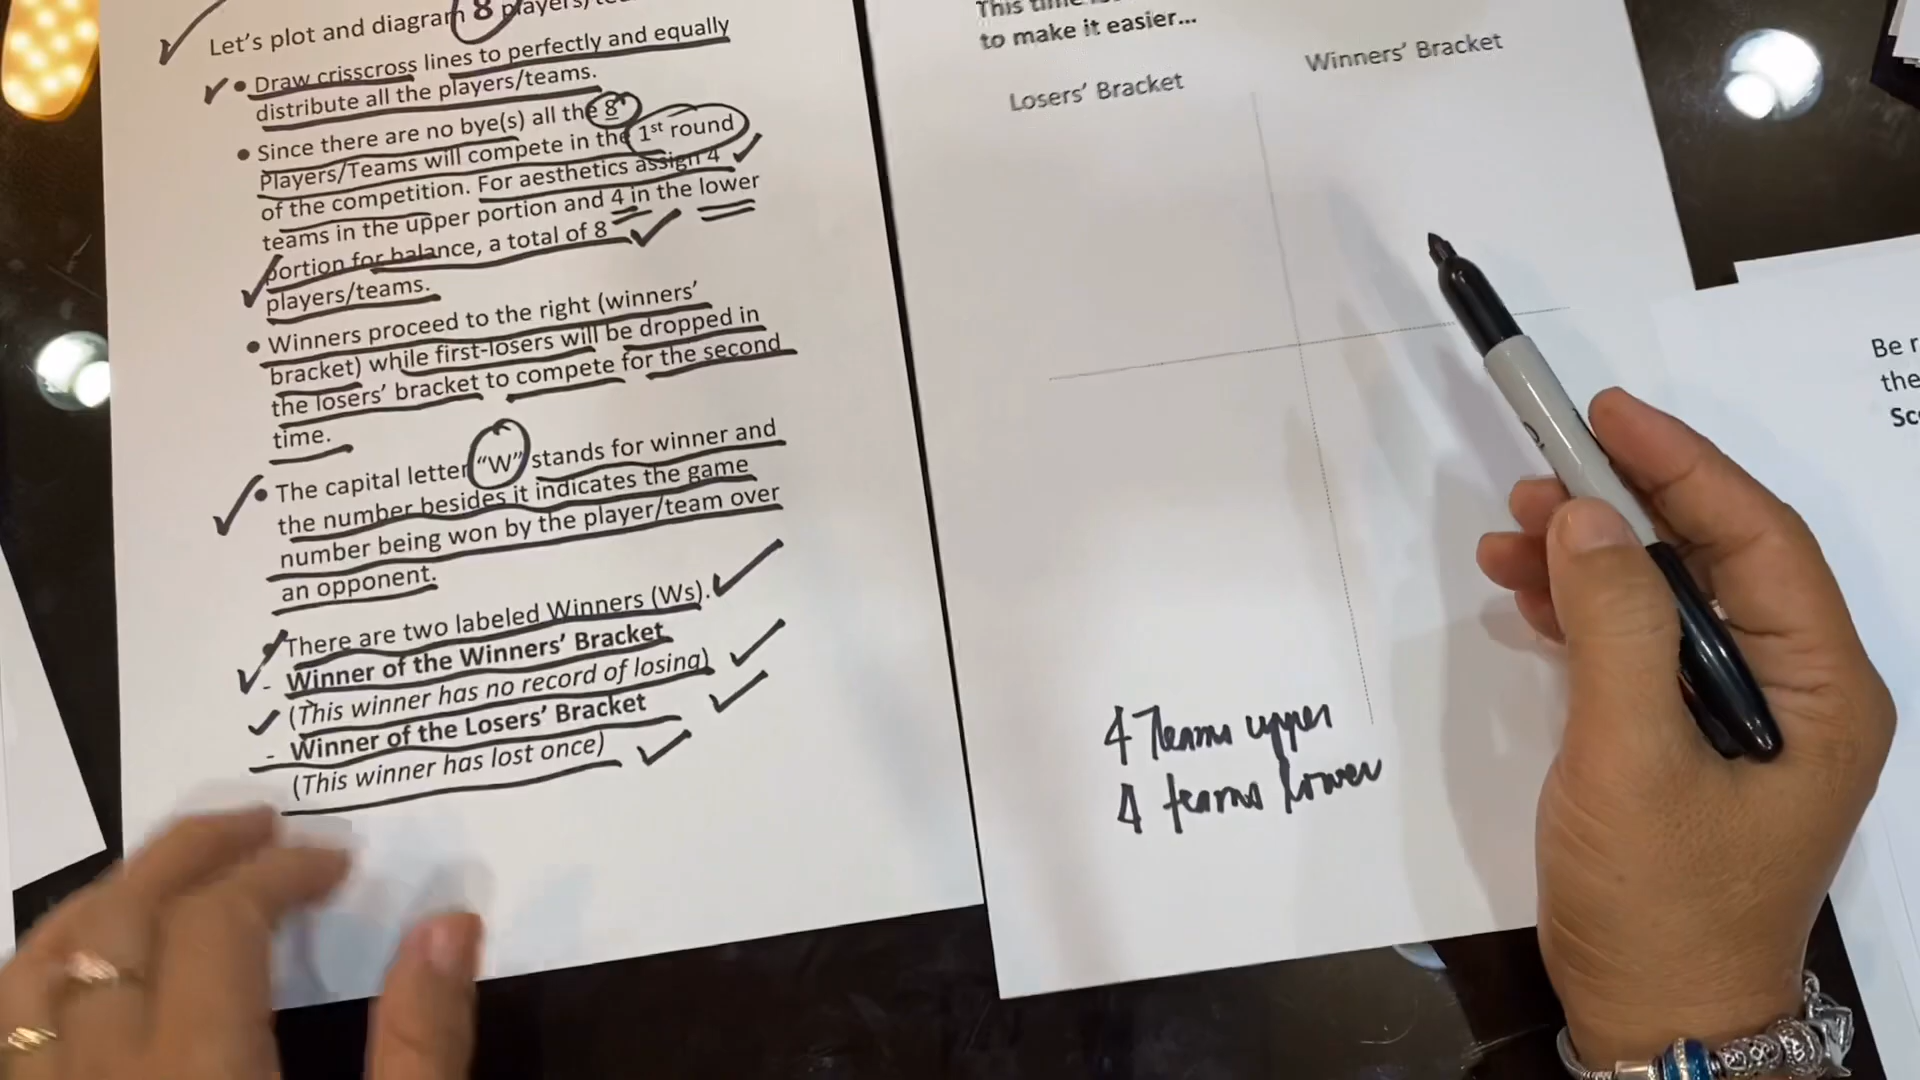 Let's plot and diagram 8 players/
Draw crisscross lines to perfectly and equally
distribute all the players/teams.
Since there are no bye(s) all the 8
Players/Teams will compete in the 1st round
of the competition. For aesthetics assign 4
teams in the upper portion and 4 in the lower
portion for balance, a total of 8
players/teams.
Winners proceed to the right (winners'
bracket) while first-losers will be dropped in
the losers' bracket to compete for the second
time.
The capital letter "W" stands for winner and
the number besides it indicates the game
number being won by the player/team over
an opponent.
There are two labeled Winners (Ws).
- Winner of the Winners' Bracket
(This winner has no record of losing)
- Winner of the Losers' Bracket
(This winner has lost once)
This time
to make it easier...
Losers' Bracket
Winners' Bracket
4 Teams upper
4 teams lower
Be
the